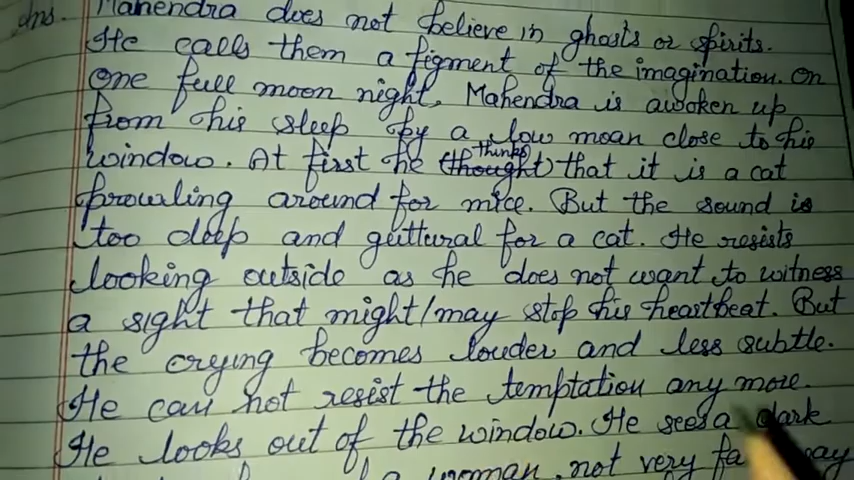 Ans. Mahendra does not believe in ghosts or spirits.
He calls them a figment of the imagination. On
one full moon night, Mahendra is awoken up
from his sleep by a low moan close to his
window. At first he (thought) thinks that it is a cat
prowling around for mice. But the sound is
too deep and guttural for a cat. He resists
looking outside as he does not want to witness
a sight that might/may stop his heartbeat. But
the crying becomes louder and less subtle.
He can not resist the temptation any more.
He looks out of the window. He sees a dark
a woman, not very